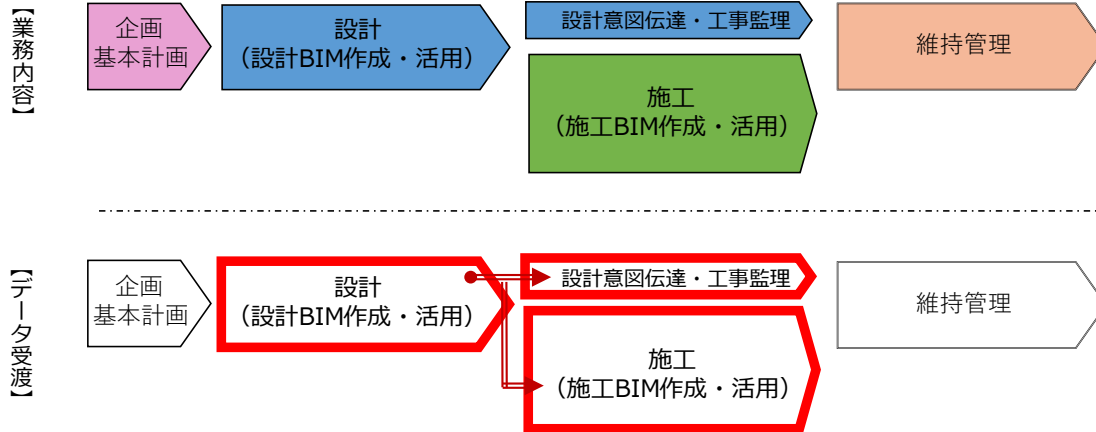 【業務内容】
企画
基本計画
設計
（設計BIM作成・活用）
設計意図伝達・工事監理
施工
（施工BIM作成・活用）
維持管理
【データ受渡】
企画
基本計画
設計
（設計BIM作成・活用）
設計意図伝達・工事監理
施工
（施工BIM作成・活用）
維持管理